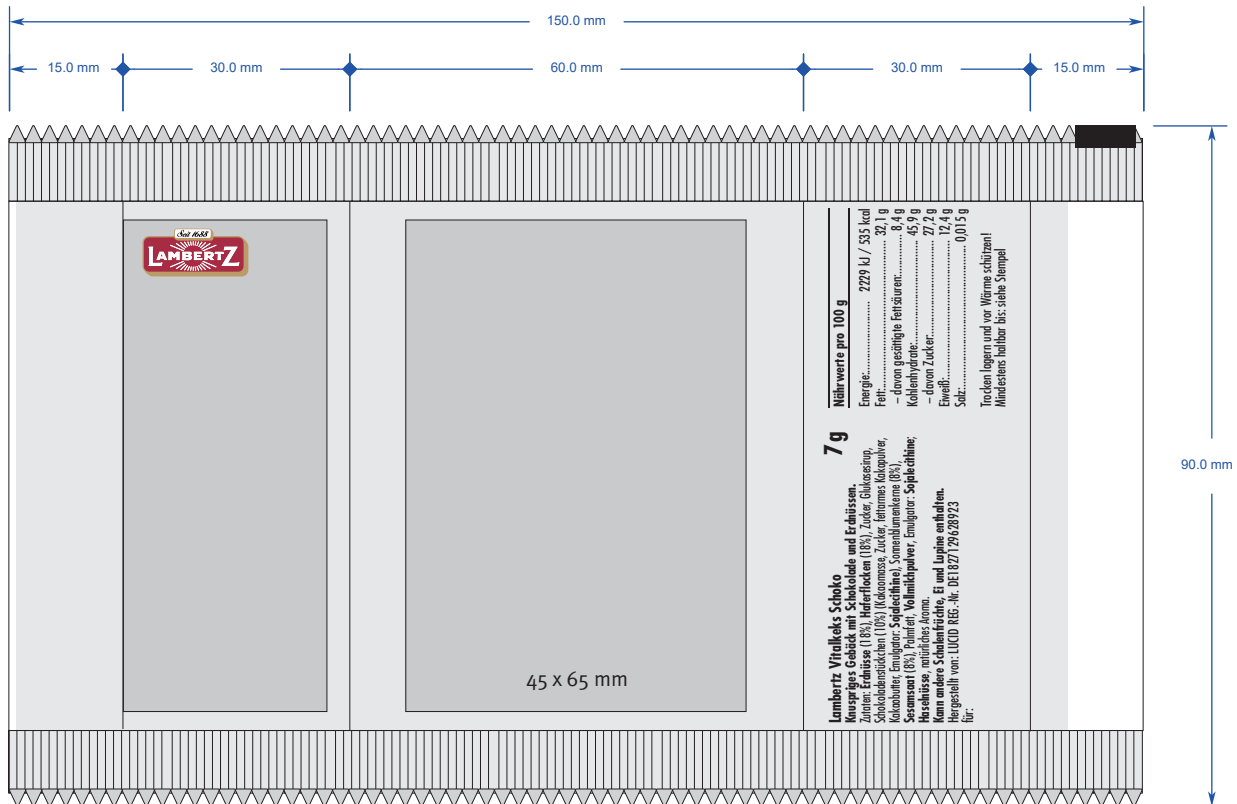 150.0 mm
15.0 mm
30.0 mm
60.0 mm
30.0 mm
15.0 mm
90.0 mm
Seit 1688
LAMBERTZ
45 x 65 mm
Lambertz Vitalkeks Schoko 7 g
Knuspriges Gebäck mit Schokolade und Erdnüssen.
Zutaten: Erdnüsse (18%), Haferflocken (18%), Zucker, Glukosesirup,
Schokoladenstückchen (10%) (Kakaomasse, Zucker, fettarmes Kakaopulver,
Kakaobutter, Emulgator: Sojalecithine), Sonnenblumenkerne (8%),
Sesamsaat (8%), Palmfett, Vollmilchpulver, Emulgator: Sojalecithine;
Haselnüsse, natürliches Aroma.
Kann andere Schalenfrüchte, Ei und Lupine enthalten.
Hergestellt von: LUCID REG.-Nr. DE1827129628923
für:
Nährwerte pro 100 g
Energie:................... 2229 kJ / 535 kcal
Fett:.......................................... 32,1 g
– davon gesättigte Fettsäuren:.......... 8,4 g
Kohlenhydrate:............................. 45,9 g
– davon Zucker:............................ 27,2 g
Eiweiß:....................................... 12,4 g
Salz:......................................... 0,015 g
Trocken lagern und vor Wärme schützen!
Mindestens haltbar bis: siehe Stempel